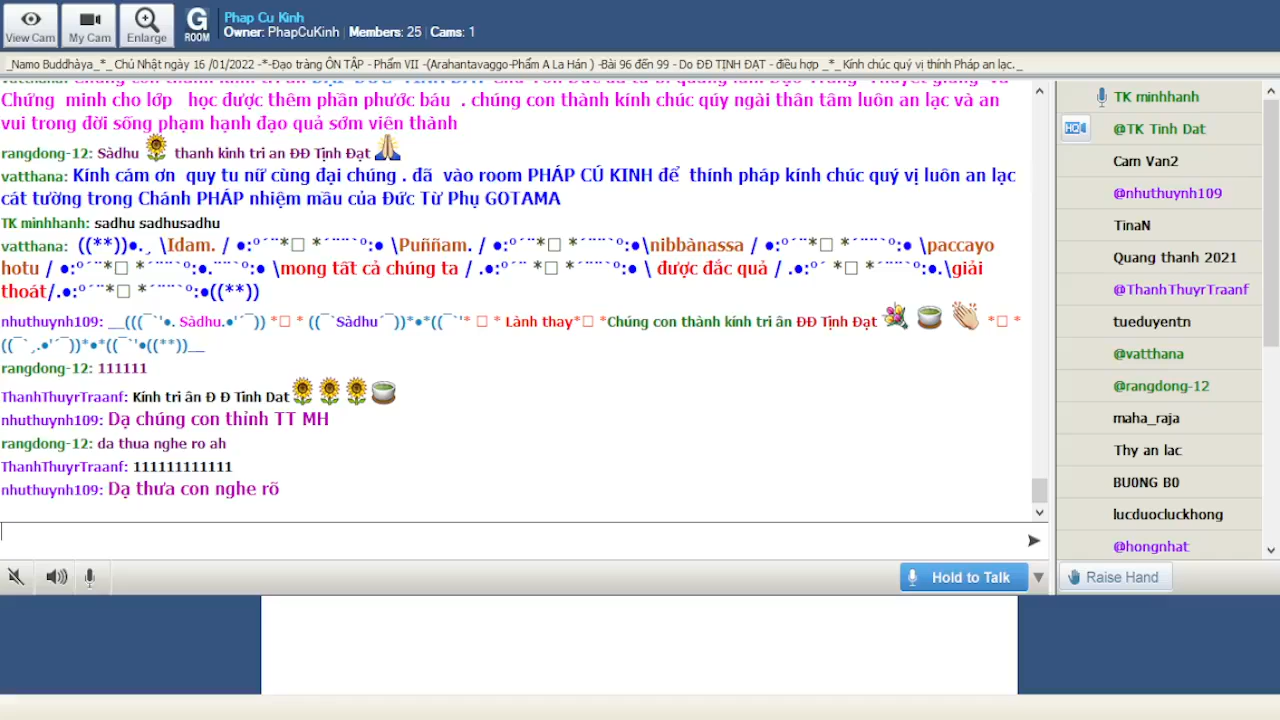 View Cam
My Cam
Enlarge
G
ROOM
Phap Cu Kinh
Owner: PhapCuKinh | Members: 25 | Cams: 1
_Namo Buddhàya_*_ Chủ Nhật ngày 16 /01/2022 -*-Đạo tràng ÔN TẬP - Phẩm VII -(Arahantavaggo-Phẩm A La Hán ) -Bài 96 đến 99 - Do ĐĐ TỊNH ĐẠT - điều hợp _*_ Kính chúc quý vị thính Pháp an lạc._
Chứng minh cho lớp học được thêm phần phước báu . chúng con thành kính chúc qúy ngài thân tâm luôn an lạc và an
vui trong đời sống phạm hạnh đạo quả sớm viên thành
rangdong-12: Sàdhu thanh kinh tri an ĐĐ Tịnh Đạt
vatthana: Kính cám ơn quy tu nữ cùng đại chúng . đã vào room PHÁP CÚ KINH để thính pháp kính chúc quý vị luôn an lạc
cát tường trong Chánh PHÁP nhiệm mầu của Đức Từ Phụ GOTAMA
TK minhhanh: sadhu sadhusadhu
vatthana: ((**))●.¸ \Idam. / ●:º´¨*□ *´¨¨`º:● \Puññam. / ●:º´¨*□ *´¨¨`º:●\nibbànassa / ●:º´¨*□ *´¨¨`º:● \paccayo
hotu / ●:º´¨*□ *´¨¨`º:●.¨¨`º:● \mong tất cả chúng ta / .●:º´¨ *□ *´¨¨`º:● \ được đắc quả / .●:º´ *□ *´¨¨`º:●.\giải
thoát/.●:º´¨*□ *´¨¨`º:●((**))
nhuthuynh109: __(((¯`'●. Sàdhu.●'´¯)) *□ * ((¯`Sàdhu´¯))*●*((¯`'* □ * Lành thay*□ *Chúng con thành kính tri ân ĐĐ Tịnh Đạt *□ *
((¯`¸.●'´¯))*●*((¯`'●((**))__
rangdong-12: 111111
ThanhThuyrTraanf: Kính tri ân Đ Đ Tinh Dat
nhuthuynh109: Dạ chúng con thỉnh TT MH
rangdong-12: da thua nghe ro ah
ThanhThuyrTraanf: 111111111111
nhuthuynh109: Dạ thưa con nghe rõ
Hold to Talk
TK minhhanh
HD
@TK Tinh Dat
Cam Van2
@nhuthuynh109
TinaN
Quang thanh 2021
@ThanhThuyrTraanf
tueduyentn
@vatthana
@rangdong-12
maha_raja
Thy an lac
BU0NG B0
lucduocluckhong
@hongnhat
Raise Hand